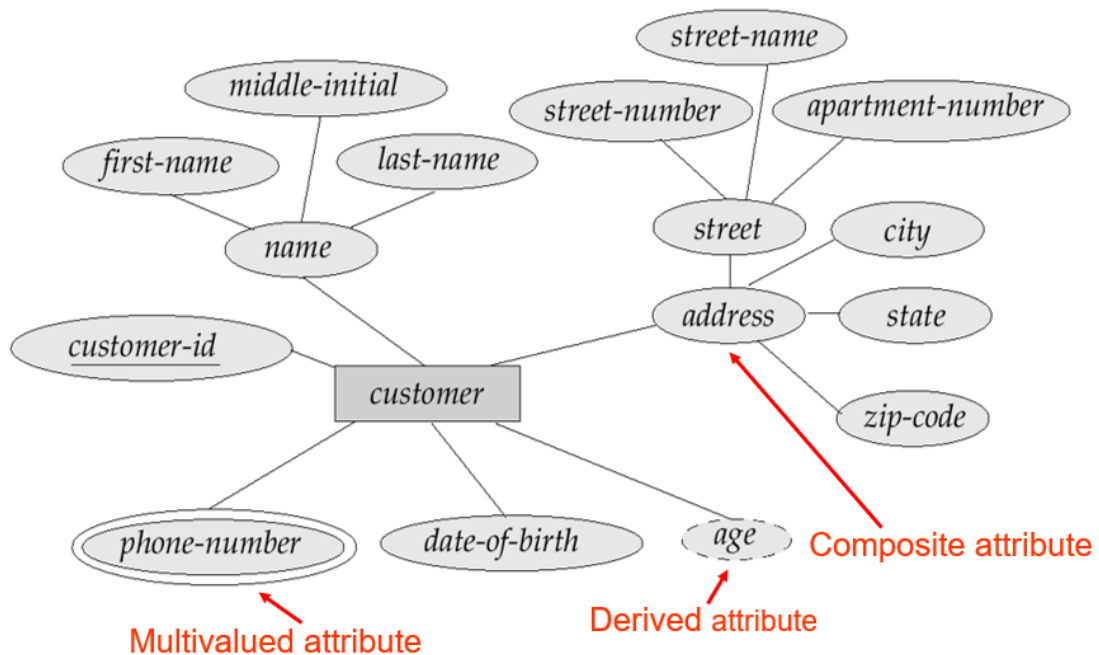 street-name
middle-initial
street-number
apartment-number
first-name
last-name
street
city
name
address
state
customer-id
customer
zip-code
phone-number
date-of-birth
age
Composite attribute
Derived attribute
Multivalued attribute